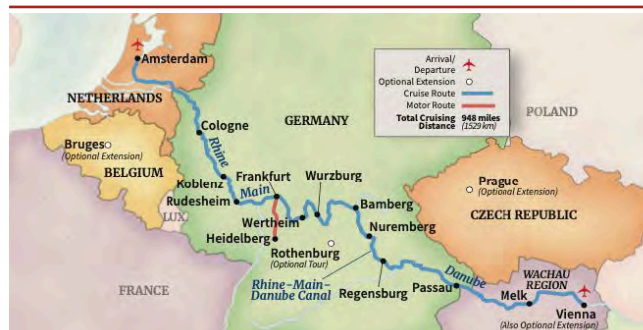 Amsterdam
NETHERLANDS
Cologne
Rhine
GERMANY
Bruges
(Optional Extension)
BELGIUM
Koblenz
Rudesheim
LUX.
Frankfurt
Main
Wurzburg
Wertheim
Heidelberg
Rothenburg
(Optional Tour)
Bamberg
Nuremberg
Rhine–Main–
Danube Canal
Regensburg
Passau
Danube
FRANCE
Arrival/
Departure
Optional Extension
Cruise Route
Motor Route
Total Cruising 948 miles
Distance (1529 km)
POLAND
Prague
(Optional Extension)
CZECH REPUBLIC
WACHAU
REGION
Melk
Vienna
(Also Optional Extension)